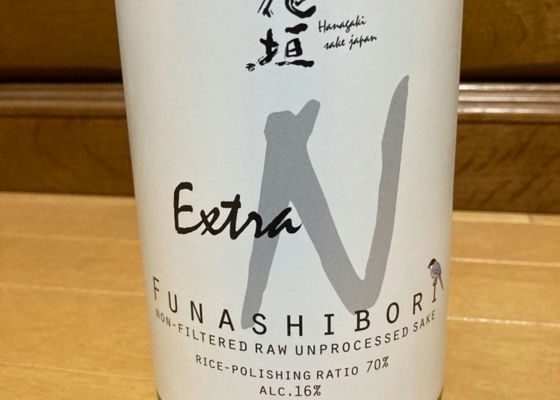 花垣
Hanagaki
sake japan
N
Extra
FUNASHIBORI
NON-FILTERED RAW UNPROCESSED SAKE
RICE-POLISHING RATIO 70%
ALC.16%